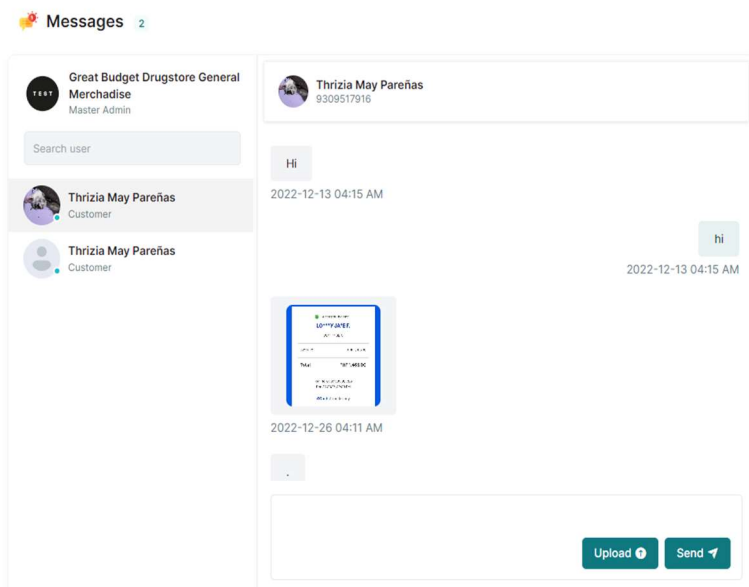 Messages 2
Great Budget Drugstore General
Merchadise
Master Admin
TEST
Search user
Thrizia May Pareñas
Customer
Thrizia May Pareñas
Customer
Thrizia May Pareñas
9309517916
Hi
2022-12-13 04:15 AM
hi
2022-12-13 04:15 AM
Total
2022-12-26 04:11 AM
.
Upload
Send